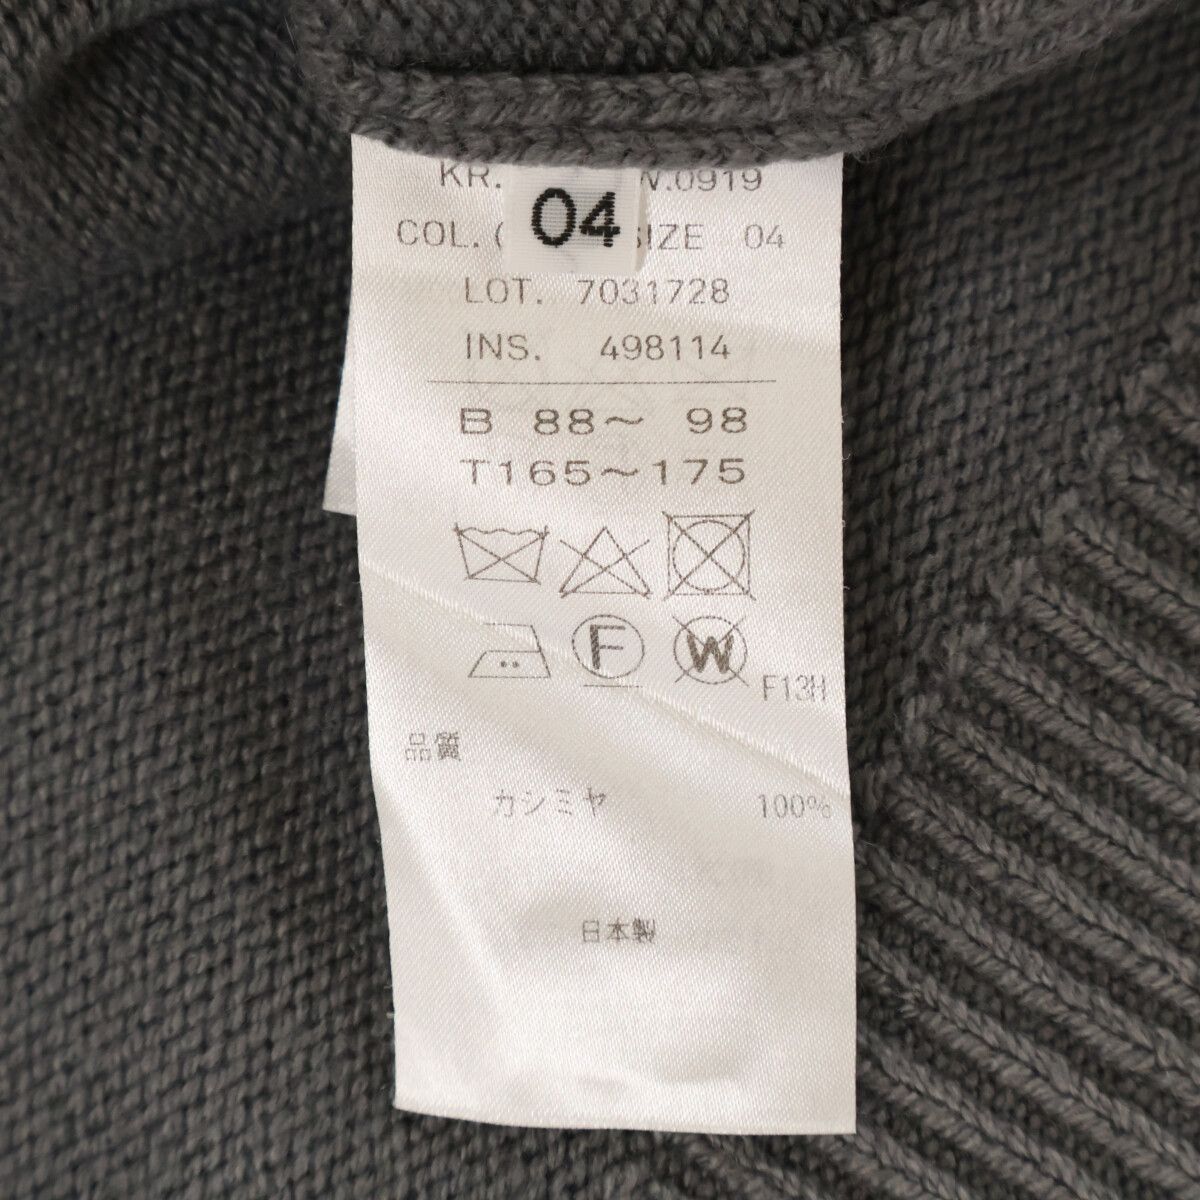 KR. W.0919
COL. SIZE 04
04
LOT. 7031728
INS. 498114
B 88〜 98
T165〜175
F W F13H
品質
カシミヤ 100%
日本製